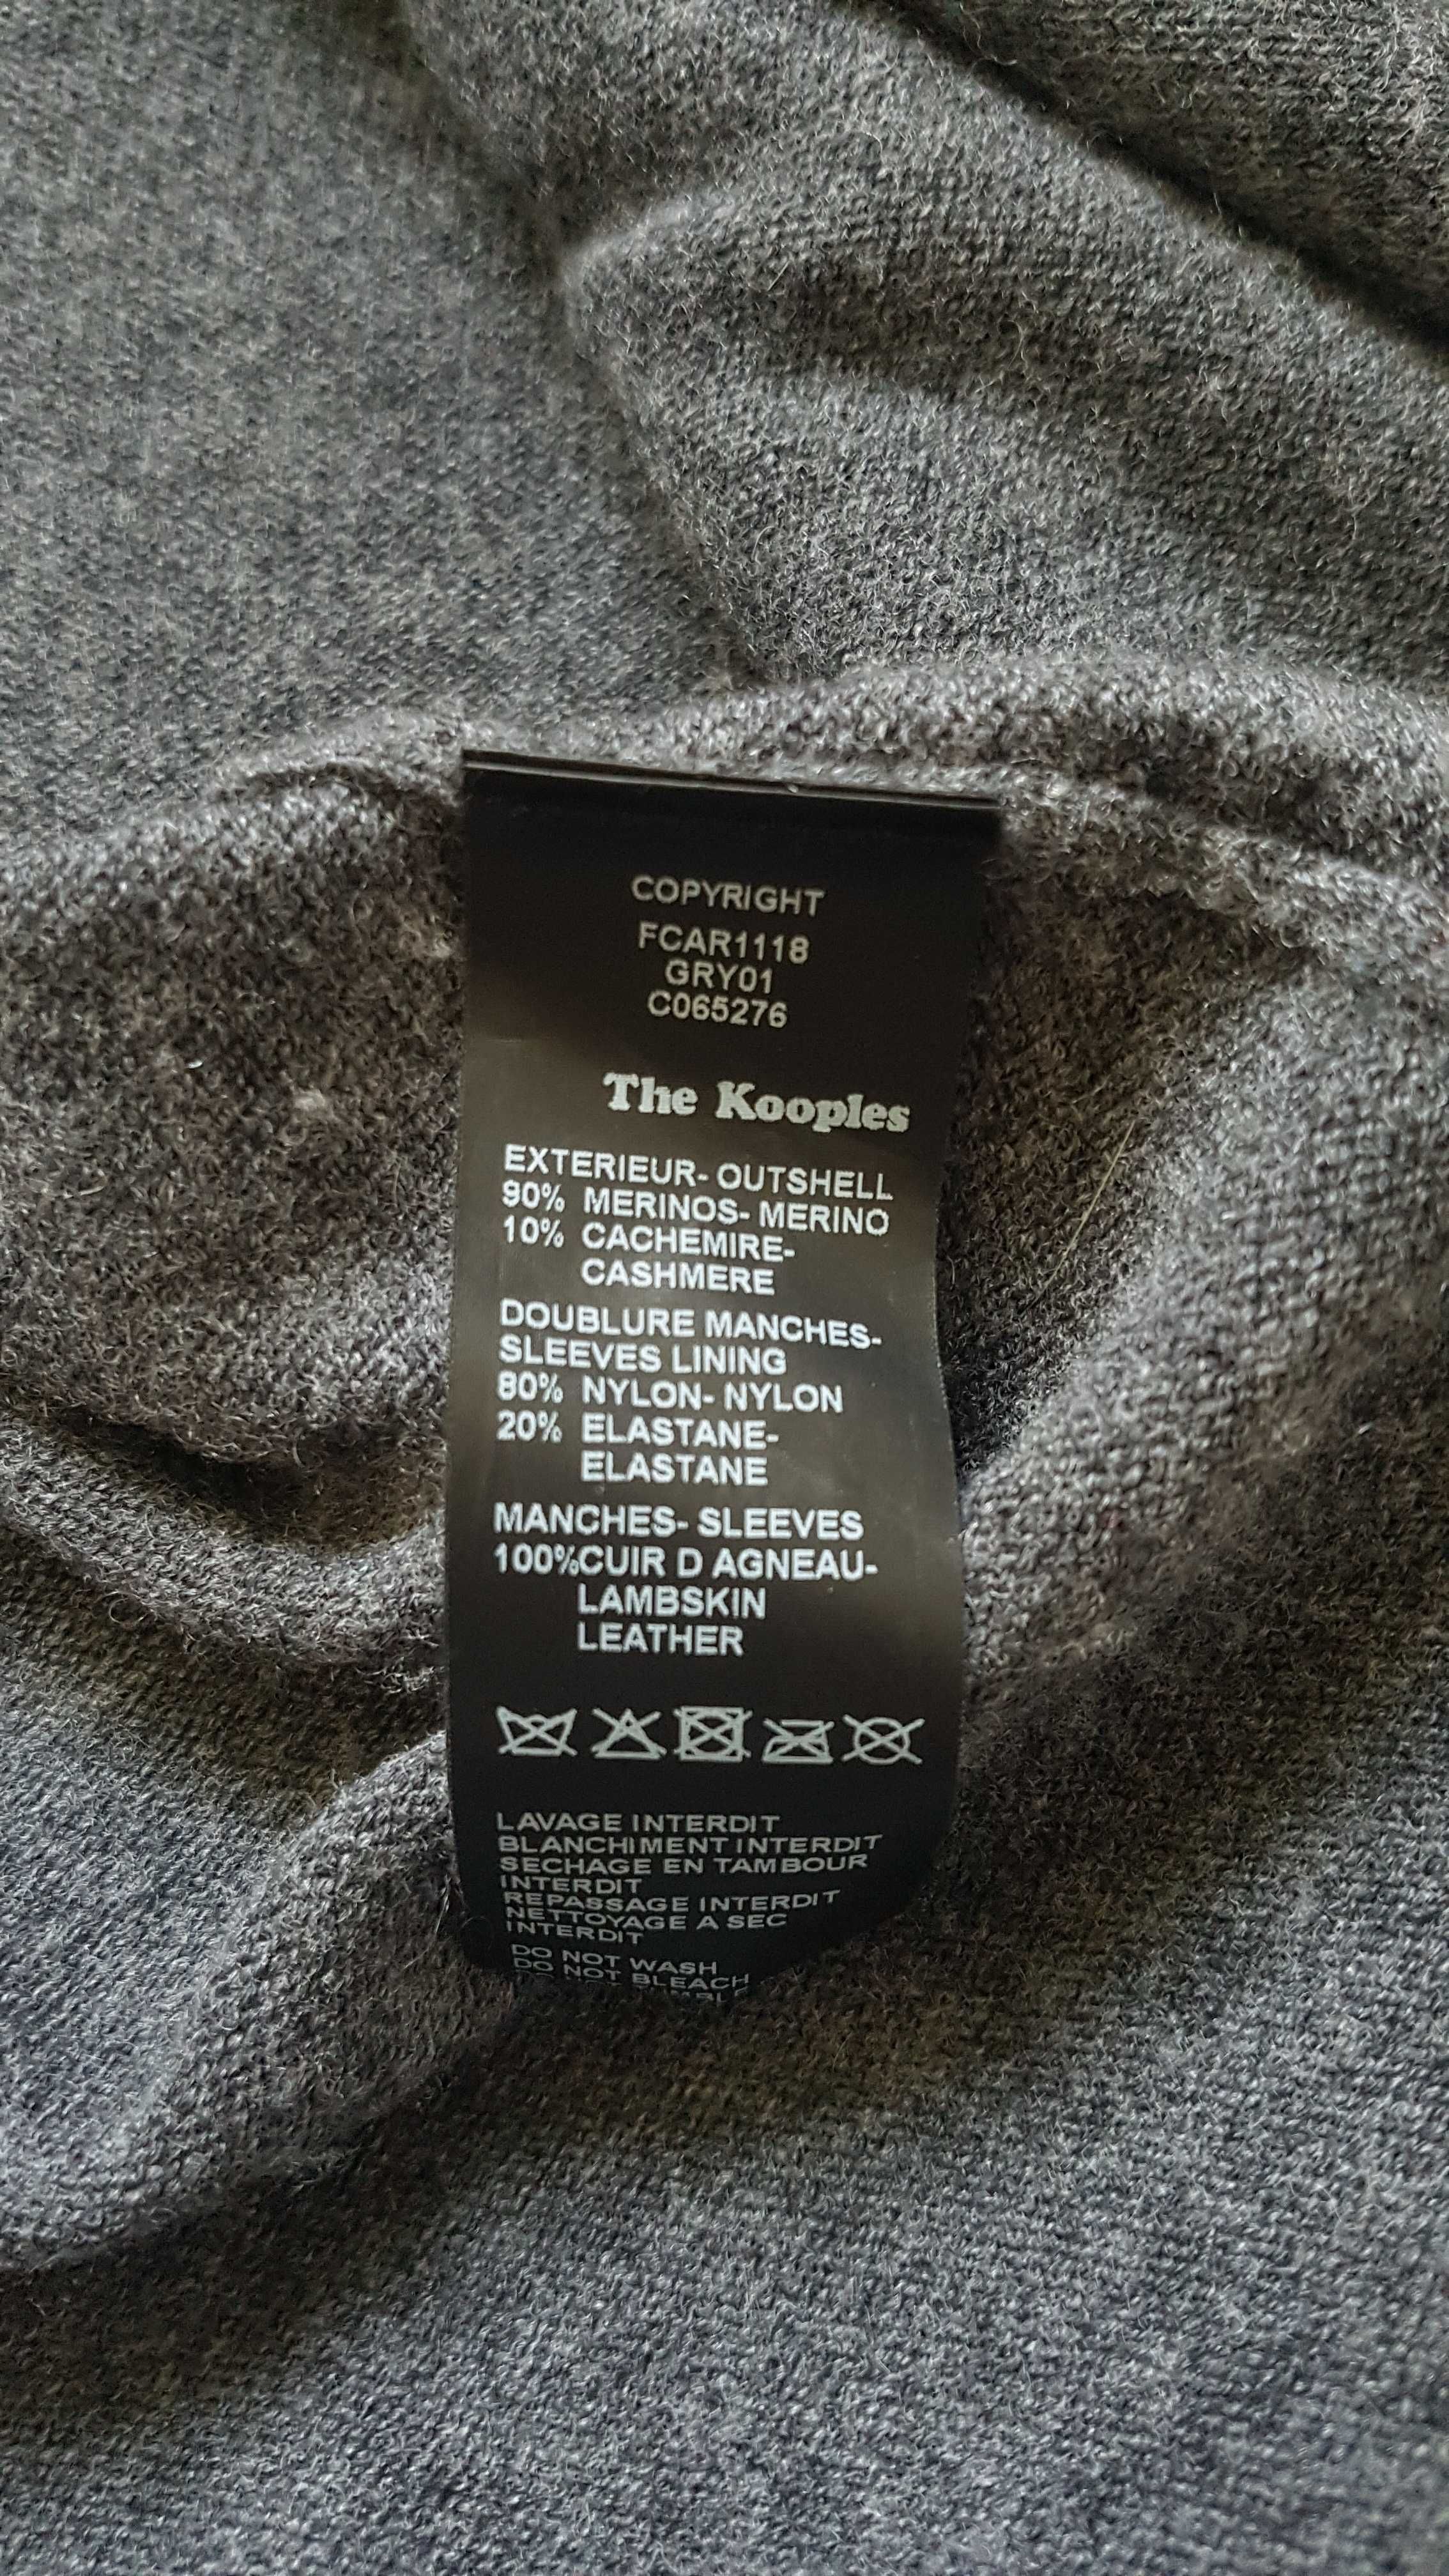 COPYRIGHT
FCAR1118
GRY01
C065276
The Kooples
EXTERIEUR- OUTSHELL
90% MERINOS- MERINO
10% CACHEMIRE-
CASHMERE
DOUBLURE MANCHES-
SLEEVES LINING
80% NYLON- NYLON
20% ELASTANE-
ELASTANE
MANCHES- SLEEVES
100%CUIR D AGNEAU-
LAMBSKIN
LEATHER
LAVAGE INTERDIT
BLANCHIMENT INTERDIT
SECHAGE EN TAMBOUR
INTERDIT
REPASSAGE INTERDIT
NETTOYAGE A SEC
INTERDIT
DO NOT WASH
DO NOT BLEACH